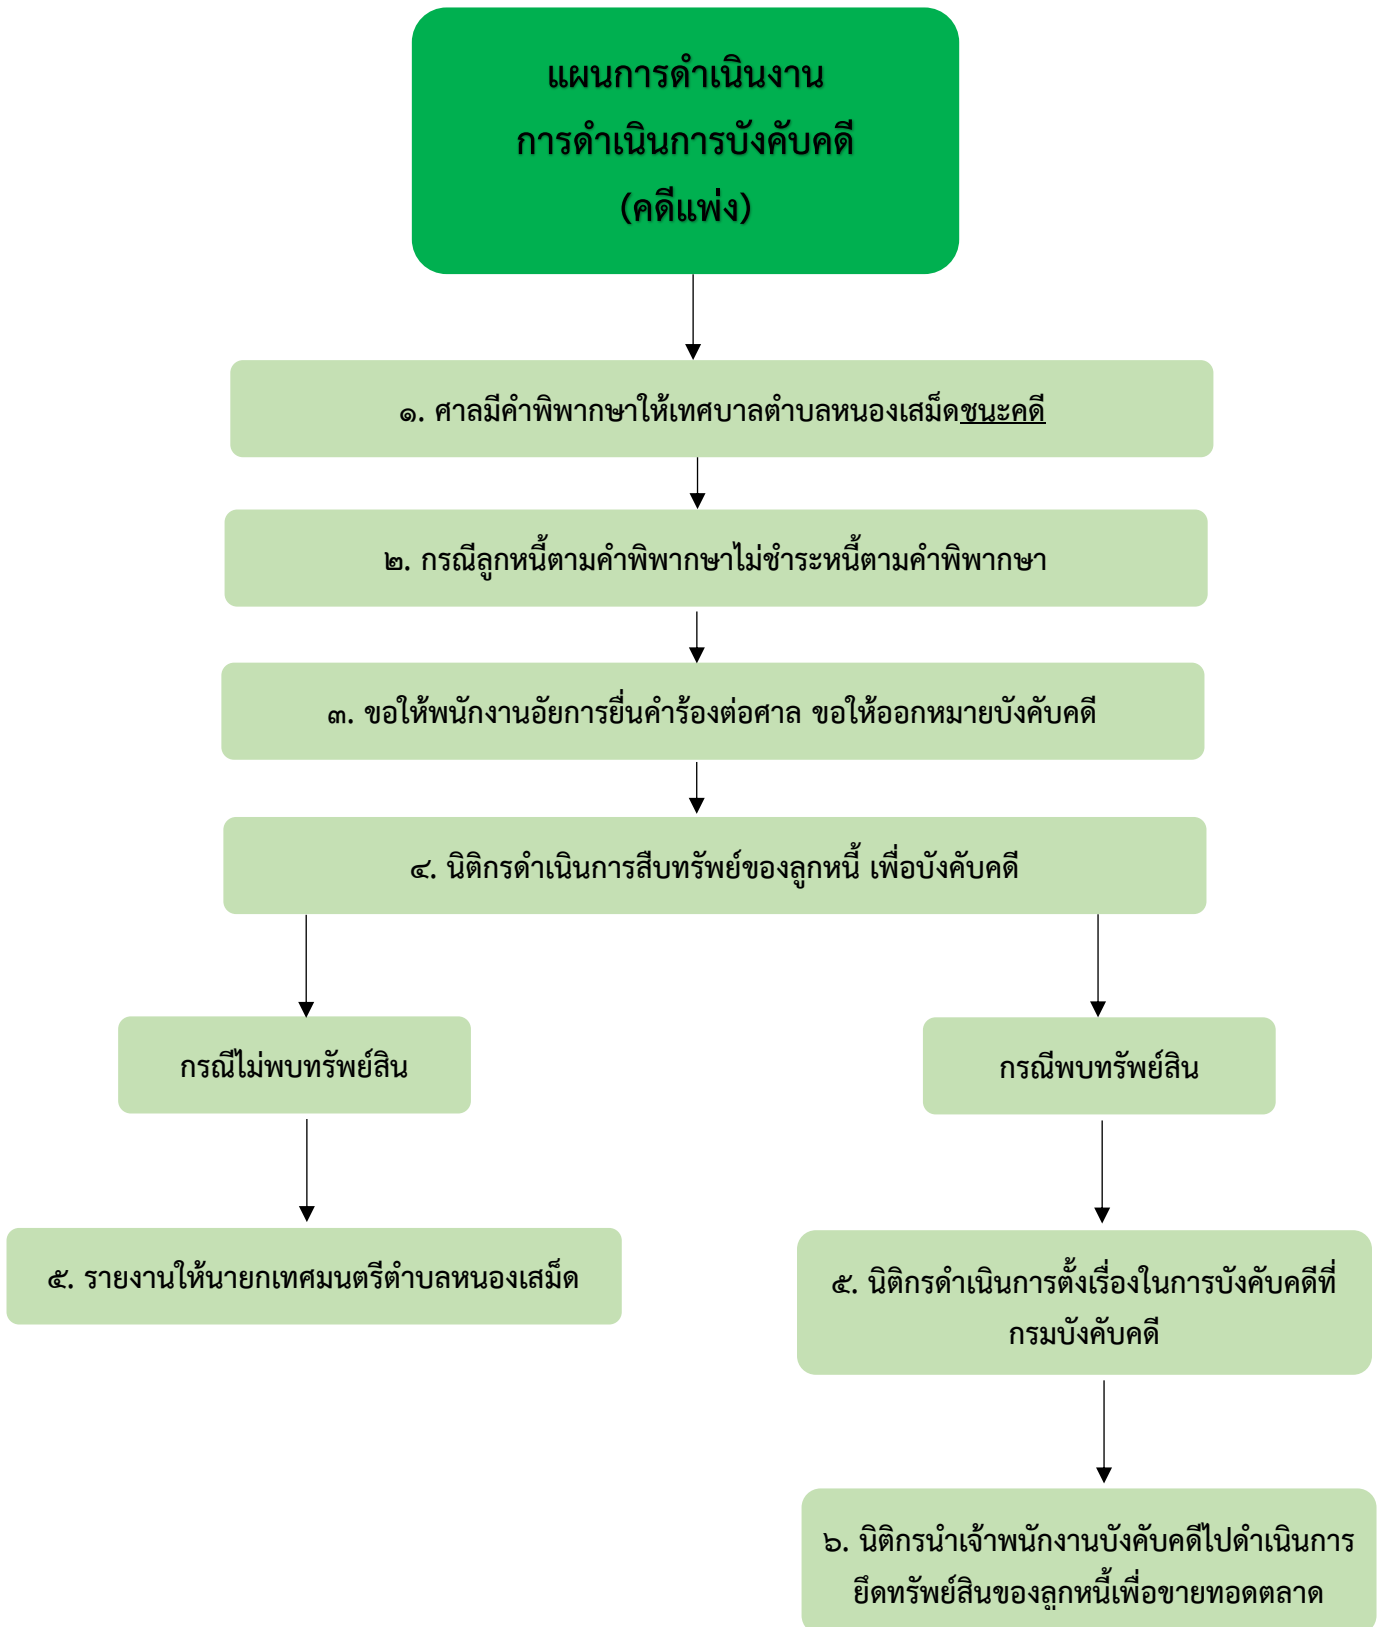 แผนการดำเนินงาน
การดำเนินการบังคับคดี
(คดีแพ่ง)
๑. ศาลมีคำพิพากษาให้เทศบาลตำบลหนองเสม็ดชนะคดี
๒. กรณีลูกหนี้ตามคำพิพากษาไม่ชำระหนี้ตามคำพิพากษา
๓. ขอให้พนักงานอัยการยื่นคำร้องต่อศาล ขอให้ออกหมายบังคับคดี
๔. นิติกรดำเนินการสืบทรัพย์ของลูกหนี้ เพื่อบังคับคดี
กรณีไม่พบทรัพย์สิน
กรณีพบทรัพย์สิน
๕. รายงานให้นายกเทศมนตรีตำบลหนองเสม็ด
๕. นิติกรดำเนินการตั้งเรื่องในการบังคับคดีที่
กรมบังคับคดี
๖. นิติกรนำเจ้าพนักงานบังคับคดีไปดำเนินการ
ยึดทรัพย์สินของลูกหนี้เพื่อขายทอดตลาด